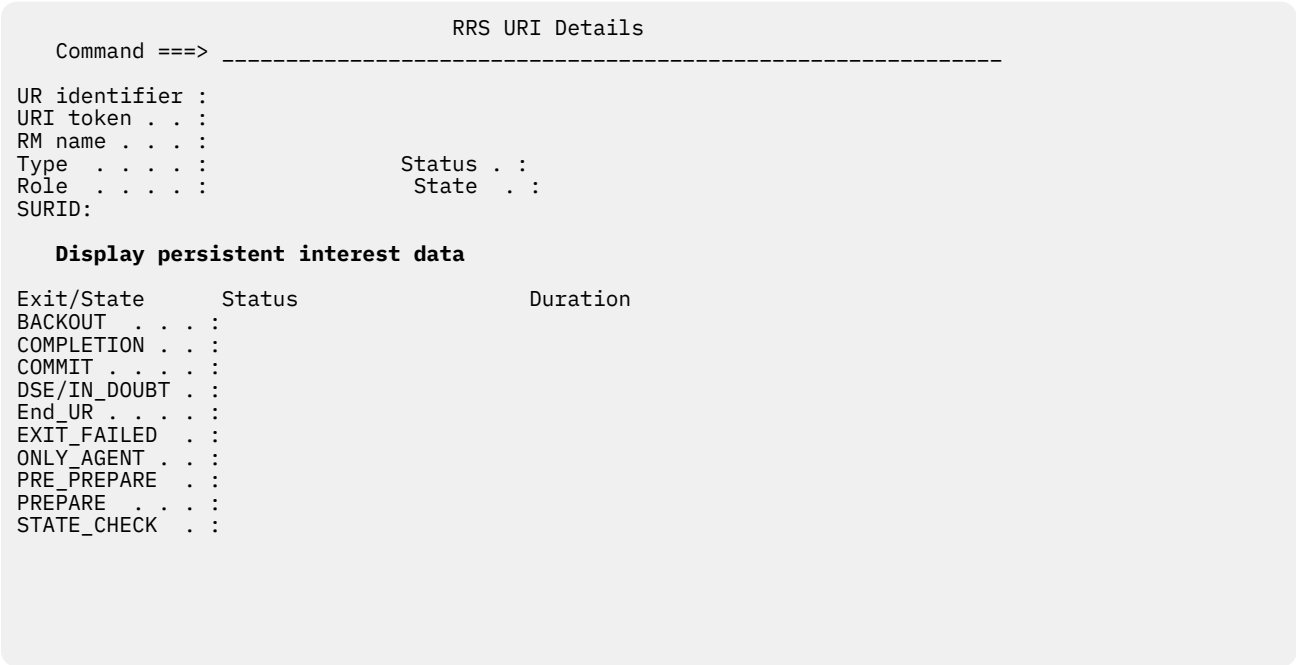 RRS URI Details
Command ===> _____________________________________________________________
UR identifier :
URI token . . :
RM name . . . :
Type  . . . . :               Status . :
Role  . . . . :                State  . :
SURID:
Display persistent interest data
Exit/State      Status                  Duration
BACKOUT  . . . :
COMPLETION . . :
COMMIT . . . . :
DSE/IN_DOUBT . :
End_UR . . . . :
EXIT_FAILED  . :
ONLY_AGENT . . :
PRE_PREPARE  . :
PREPARE  . . . :
STATE_CHECK  . :